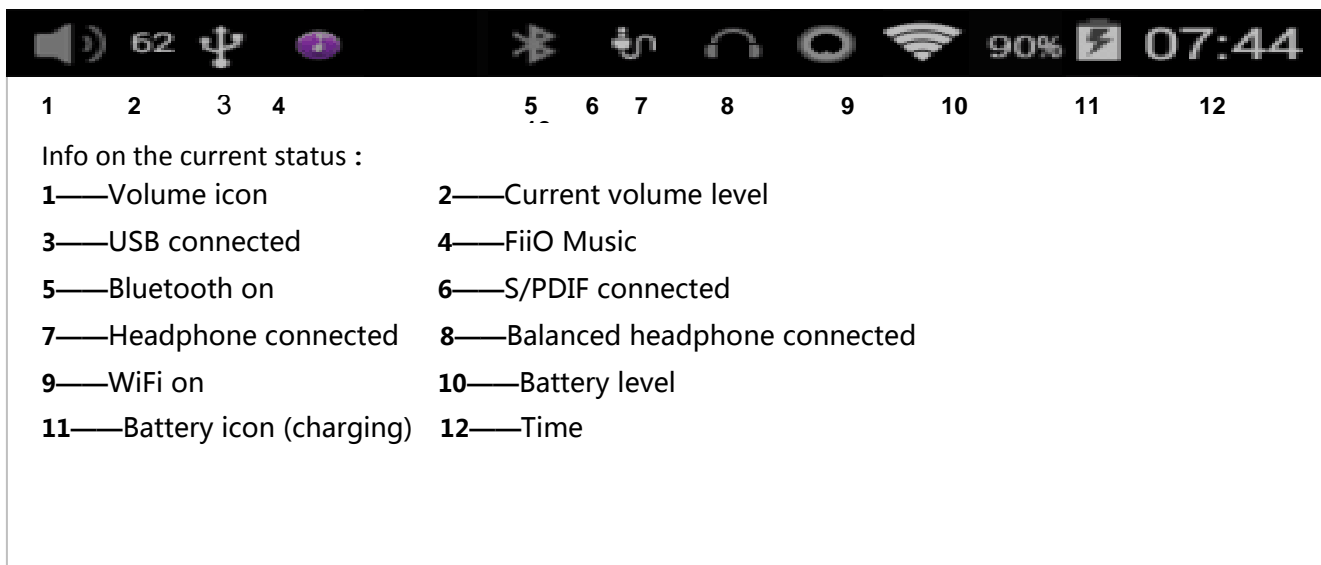 62 90% 07:44
1 2 3 4 5 6 7 8 9 10 11 12
Info on the current status :
1——Volume icon 2——Current volume level
3——USB connected 4——FiiO Music
5——Bluetooth on 6——S/PDIF connected
7——Headphone connected 8——Balanced headphone connected
9——WiFi on 10——Battery level
11——Battery icon (charging) 12——Time